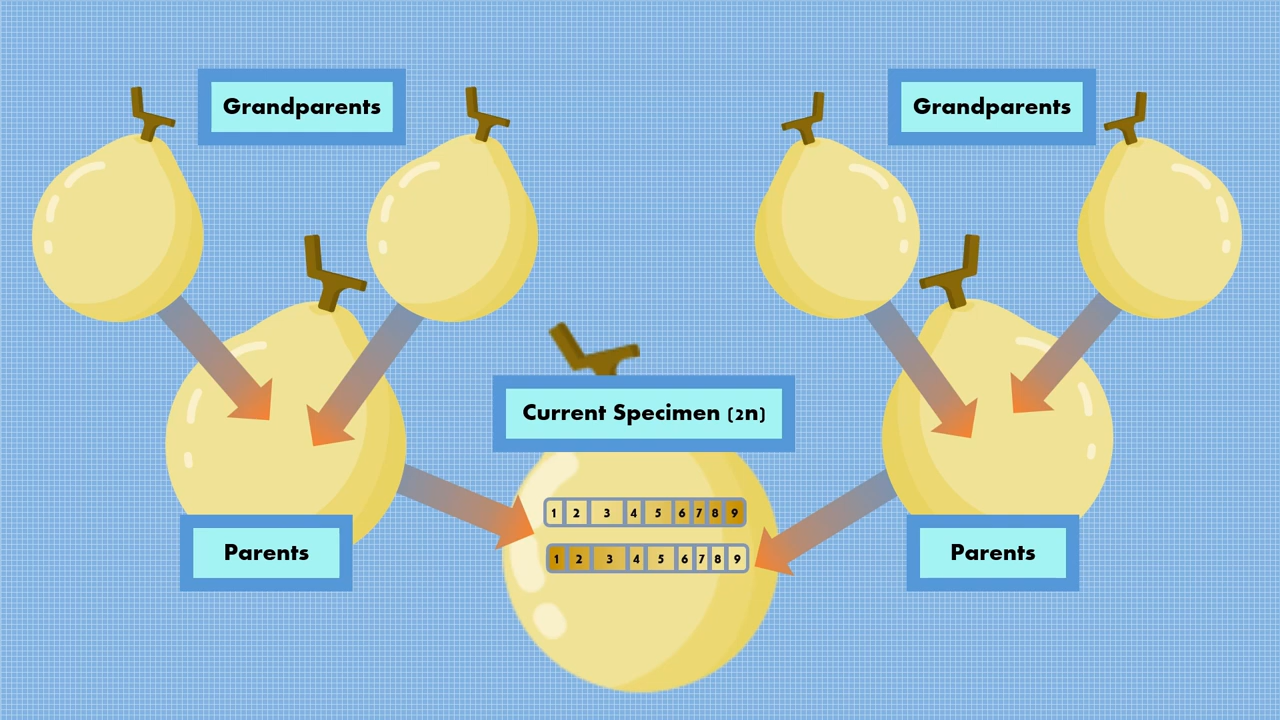 Grandparents
Grandparents
Current Specimen (2n)
1 2 3 4 5 6 7 8 9
1 2 3 4 5 6 7 8 9
Parents
Parents